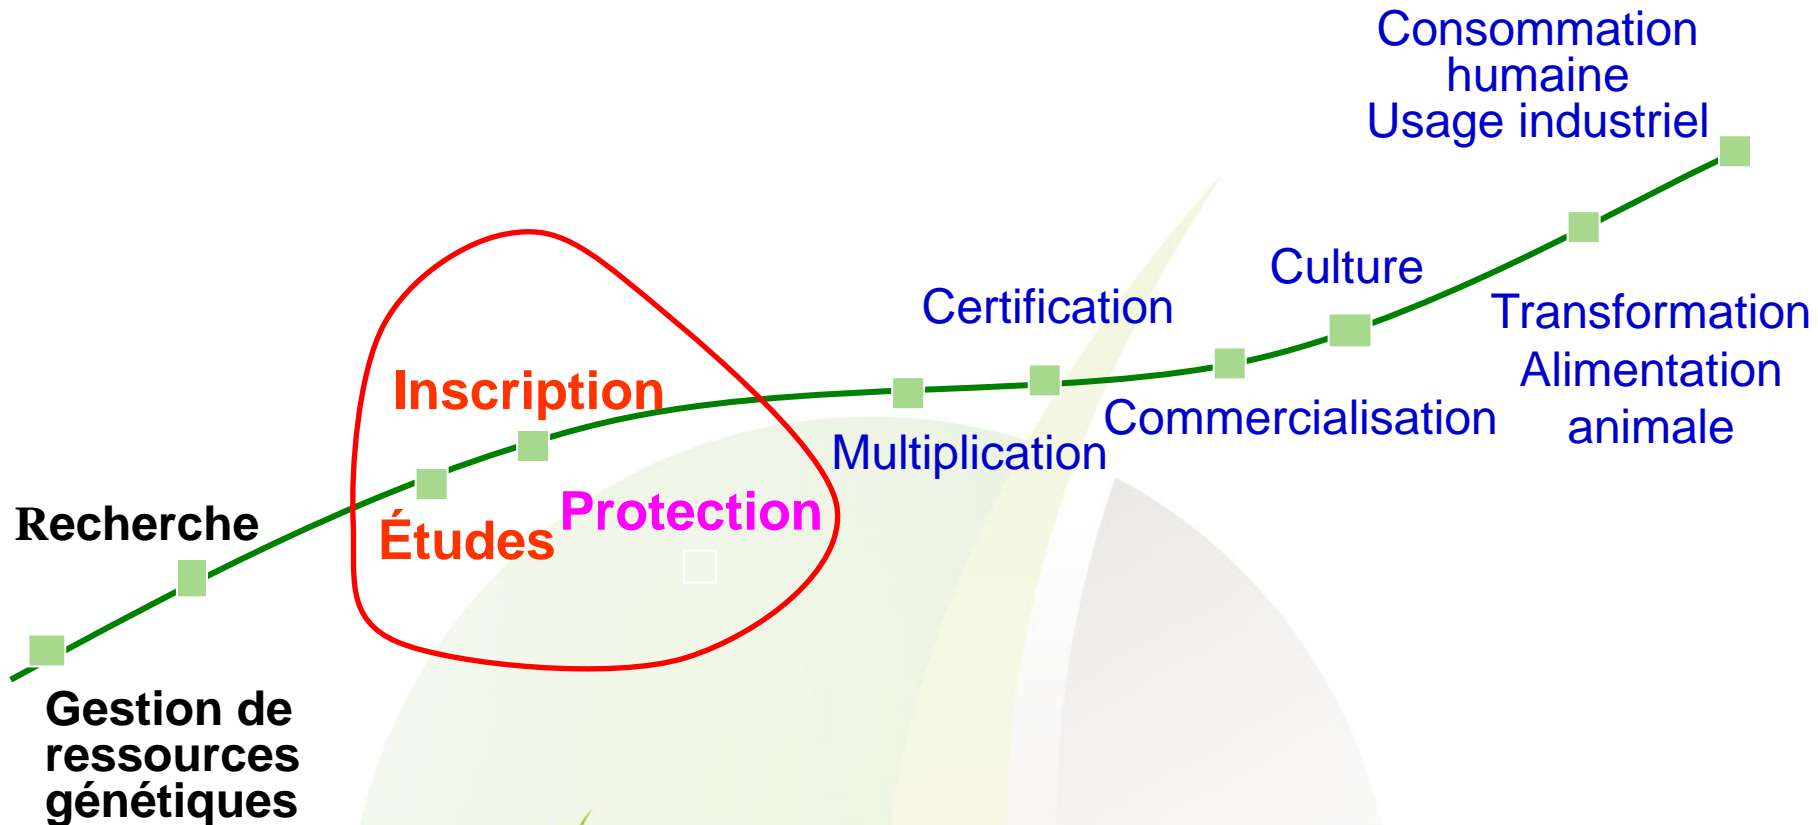 Consommation
humaine
Usage industriel
Culture
Certification
Transformation
Alimentation
animale
Inscription
Commercialisation
Multiplication
Protection
Recherche
Études
Gestion de
ressources
génétiques